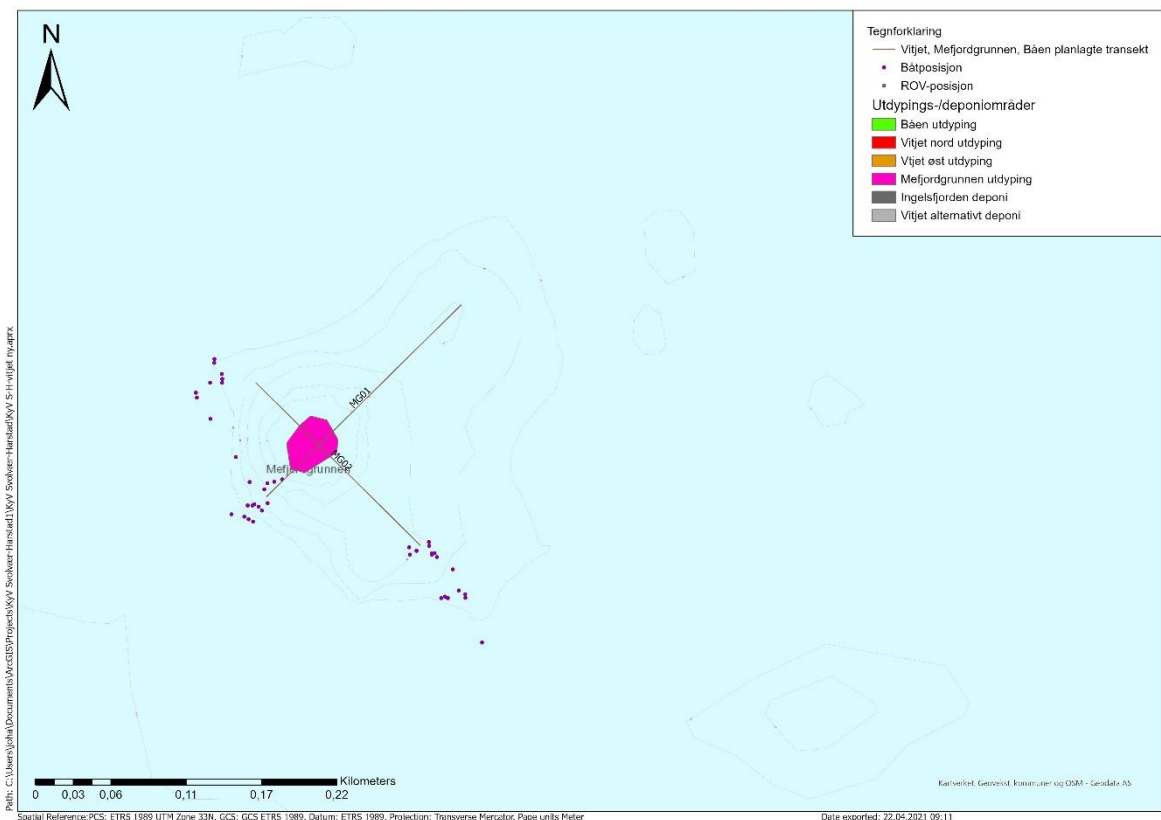 N
Tegnforklaring
Vitjet, Mefjordgrunnen, Båen planlagte transekt
Båtposisjon
ROV-posisjon
Utdypings-/deponiområder
Båen utdyping
Vitjet nord utdyping
Vtjet øst utdyping
Mefjordgrunnen utdyping
Ingelsfjorden deponi
Vitjet alternativt deponi
MG01
MG02
Mefjordgrunnen
Kilometers
0 0,03 0,06 0,11 0,17 0,22
Kartverket, Geovekst, kommuner og OSM - Geodata AS
Path: C:\Users\joha\Documents\ArcGIS\Projects\KyV Svolvær-Harstad1\KyV Svolvær-Harstad\KyV S-H-vitjet ny.aprx
Spatial Reference:PCS: ETRS 1989 UTM Zone 33N. GCS: GCS ETRS 1989. Datum: ETRS 1989. Projection: Transverse Mercator. Page units Meter
Date exported: 22.04.2021 09:11